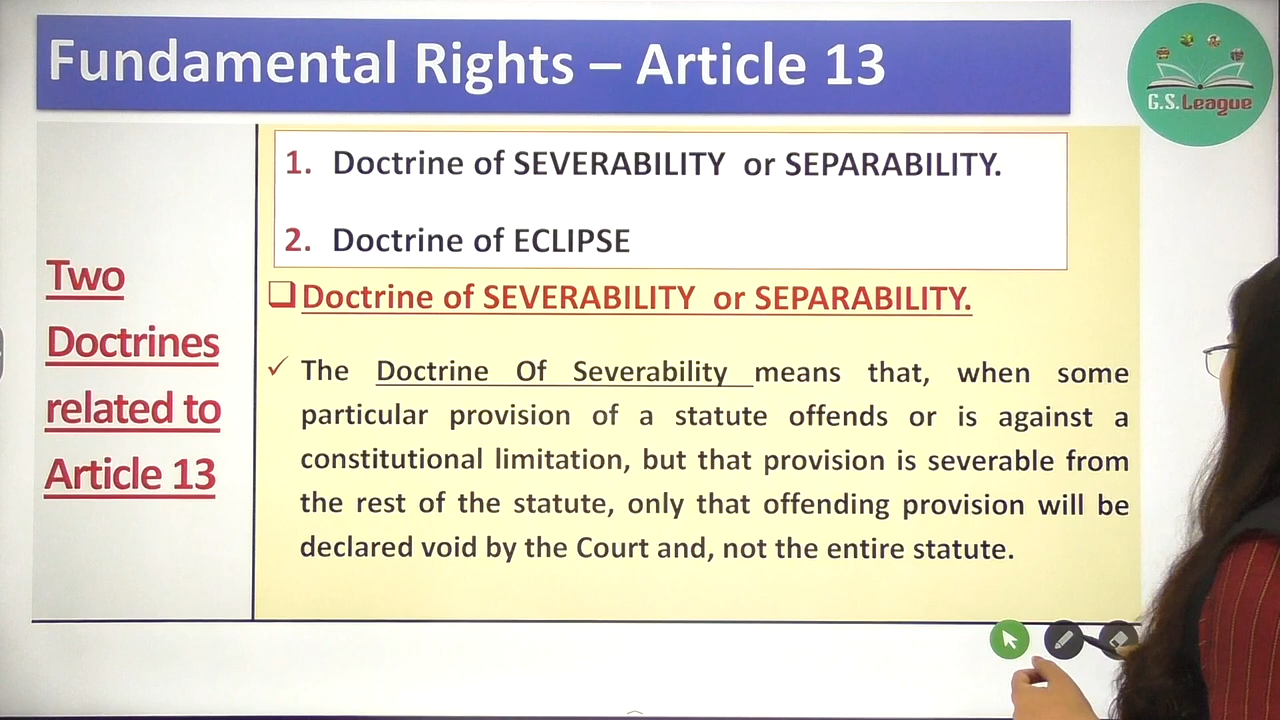 Fundamental Rights – Article 13
G.S.League
1. Doctrine of SEVERABILITY or SEPARABILITY.
2. Doctrine of ECLIPSE
Two
Doctrines
related to
Article 13
Doctrine of SEVERABILITY or SEPARABILITY.
The Doctrine Of Severability means that, when some
particular provision of a statute offends or is against a
constitutional limitation, but that provision is severable from
the rest of the statute, only that offending provision will be
declared void by the Court and, not the entire statute.